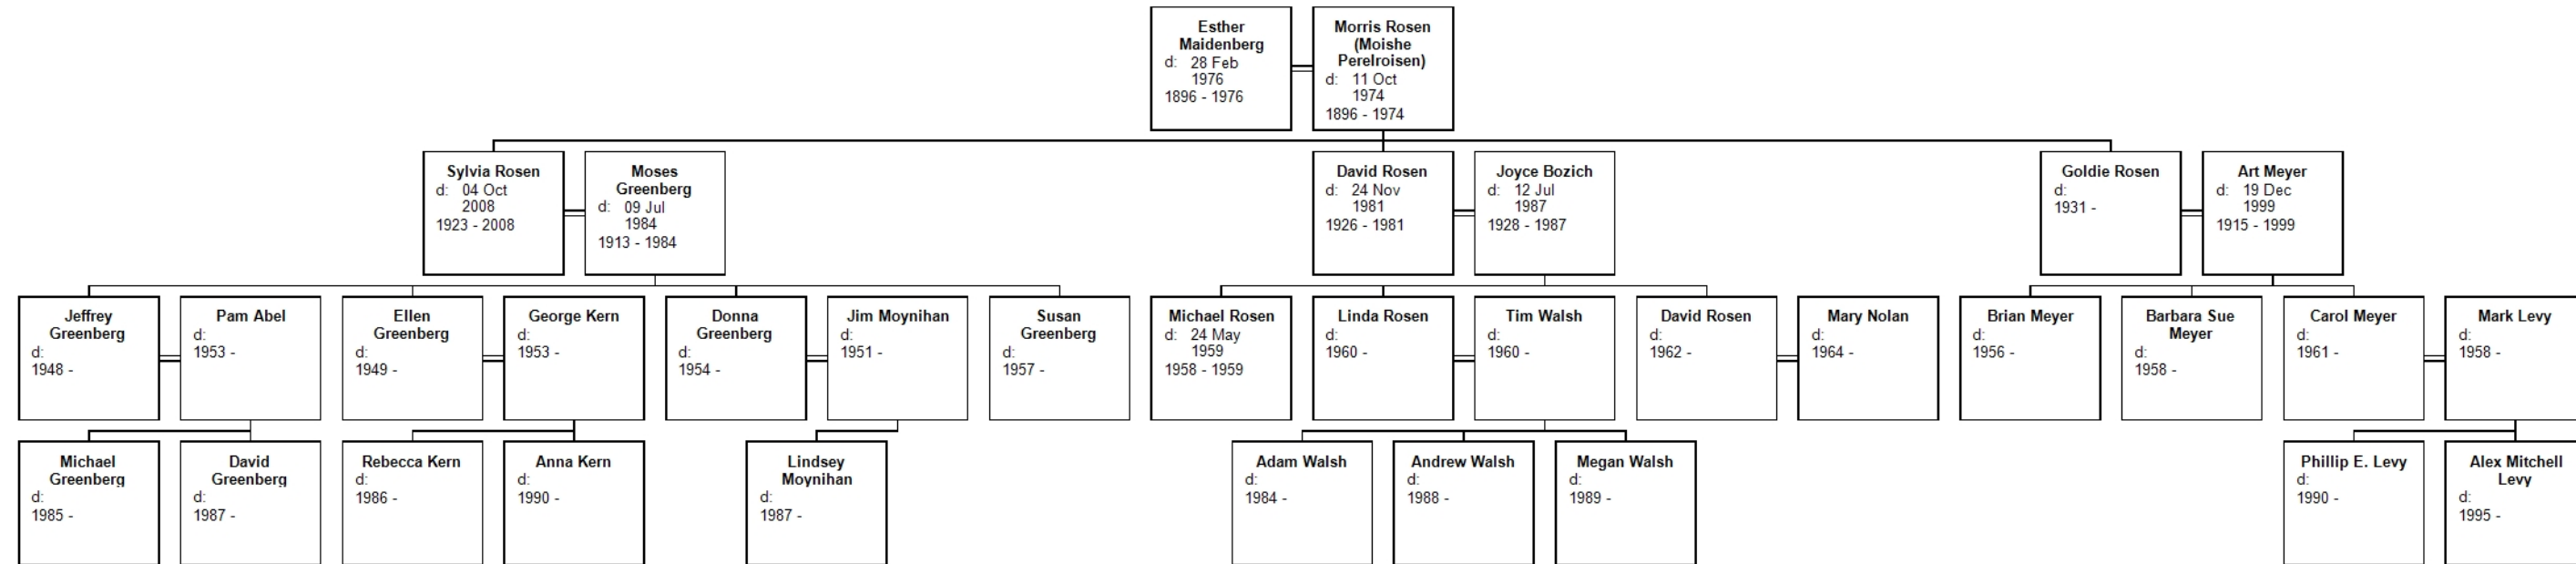 Esther
Maidenberg
d: 28 Feb
1976
1896 - 1976
Morris Rosen
(Moishe
Perelroisen)
d: 11 Oct
1974
1896 - 1974
Sylvia Rosen
d: 04 Oct
2008
1923 - 2008
Moses
Greenberg
d: 09 Jul
1984
1913 - 1984
David Rosen
d: 24 Nov
1981
1926 - 1981
Joyce Bozich
d: 12 Jul
1987
1928 - 1987
Goldie Rosen
d:
1931 -
Art Meyer
d: 19 Dec
1999
1915 - 1999
Jeffrey
Greenberg
d:
1948 -
Pam Abel
d:
1953 -
Ellen
Greenberg
d:
1949 -
George Kern
d:
1953 -
Donna
Greenberg
d:
1954 -
Jim Moynihan
d:
1951 -
Susan
Greenberg
d:
1957 -
Michael Rosen
d: 24 May
1959
1958 - 1959
Linda Rosen
d:
1960 -
Tim Walsh
d:
1960 -
David Rosen
d:
1962 -
Mary Nolan
d:
1964 -
Brian Meyer
d:
1956 -
Barbara Sue
Meyer
d:
1958 -
Carol Meyer
d:
1961 -
Mark Levy
d:
1958 -
Michael
Greenberg
d:
1985 -
David
Greenberg
d:
1987 -
Rebecca Kern
d:
1986 -
Anna Kern
d:
1990 -
Lindsey
Moynihan
d:
1987 -
Adam Walsh
d:
1984 -
Andrew Walsh
d:
1988 -
Megan Walsh
d:
1989 -
Phillip E. Levy
d:
1990 -
Alex Mitchell
Levy
d:
1995 -